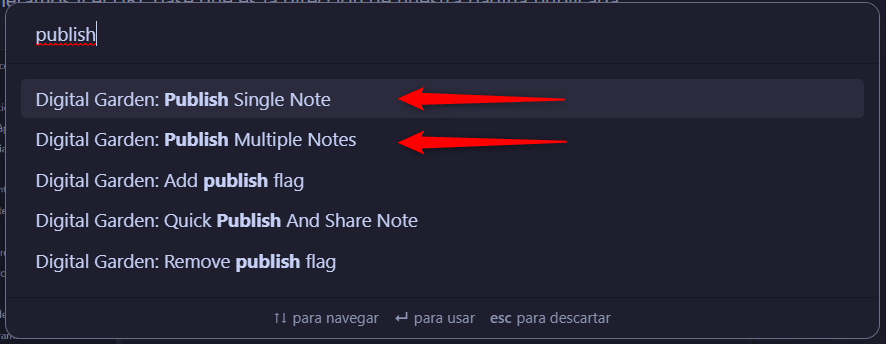 publish
Digital Garden: Publish Single Note
Digital Garden: Publish Multiple Notes
Digital Garden: Add publish flag
Digital Garden: Quick Publish And Share Note
Digital Garden: Remove publish flag
↑↓ para navegar ↵ para usar esc para descartar